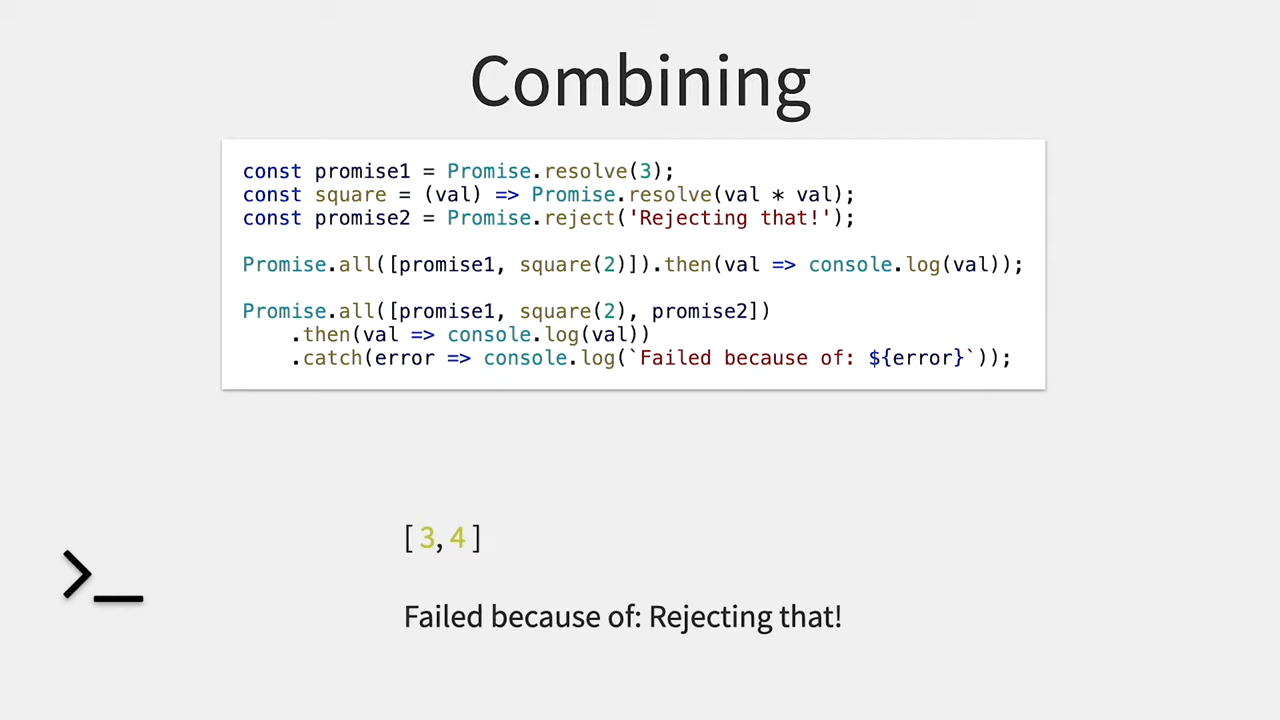 Combining
const promise1 = Promise.resolve(3);
const square = (val) => Promise.resolve(val * val);
const promise2 = Promise.reject('Rejecting that!');
Promise.all([promise1, square(2)]).then(val => console.log(val));
Promise.all([promise1, square(2), promise2])
    .then(val => console.log(val))
    .catch(error => console.log(`Failed because of: ${error}`));
[ 3, 4 ]
>_
Failed because of: Rejecting that!